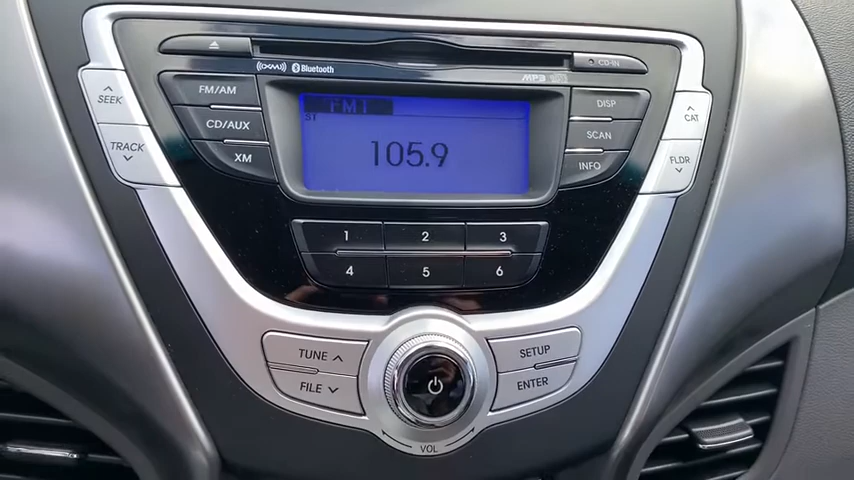 XM Bluetooth MP3 CD-IN
SEEK
TRACK
FM/AM
CD/AUX
XM
FM1
ST
105.9
DISP
SCAN
INFO
CAT
FLDR
1 2 3
4 5 6
TUNE
FILE
SETUP
ENTER
VOL